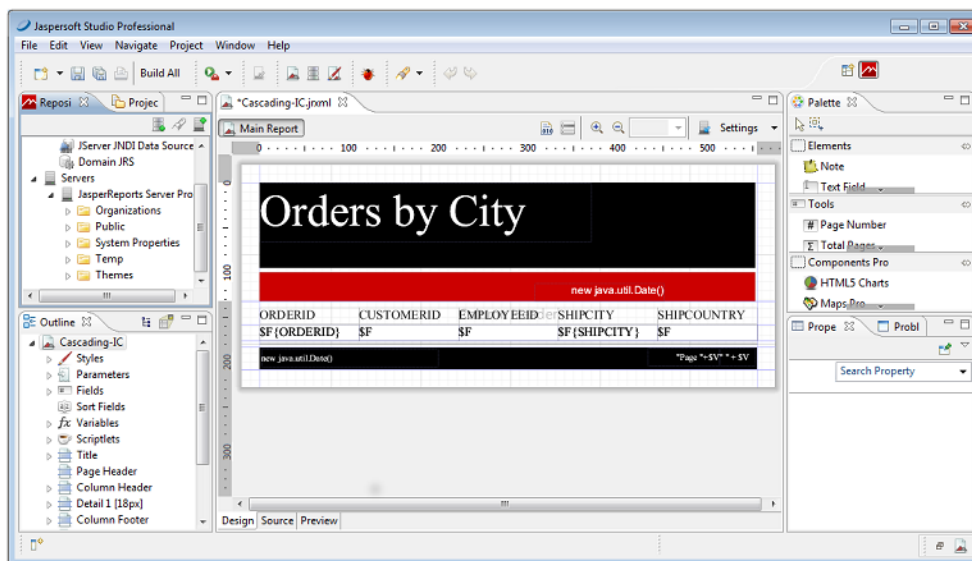 Jaspersoft Studio Professional
File Edit View Navigate Project Window Help
Build All
Reposi Projec
JServer JNDI Data Source
Domain JRS
Servers
JasperReports Server Pro
Organizations
Public
System Properties
Temp
Themes
Outline
Cascading-IC
Styles
Parameters
Fields
Sort Fields
fx Variables
Scriptlets
Title
Page Header
Column Header
Detail 1 [18px]
Column Footer
*Cascading-IC.jrxml
Main Report
Settings
0 100 200 300 400 500
0
100
200
300
Orders by City
new java.util.Date()
ORDERID CUSTOMERID EMPLOYEEID SHIPCITY SHIPCOUNTRY
$F{ORDERID} $F $F $F{SHIPCITY} $F
new java.util.Date() "Page "+$V" " + $V
Design Source Preview
Palette
Elements
Note
Text Field
Tools
# Page Number
Σ Total Pages
Components Pro
HTML5 Charts
Maps Pro
Prope Probl
Search Property